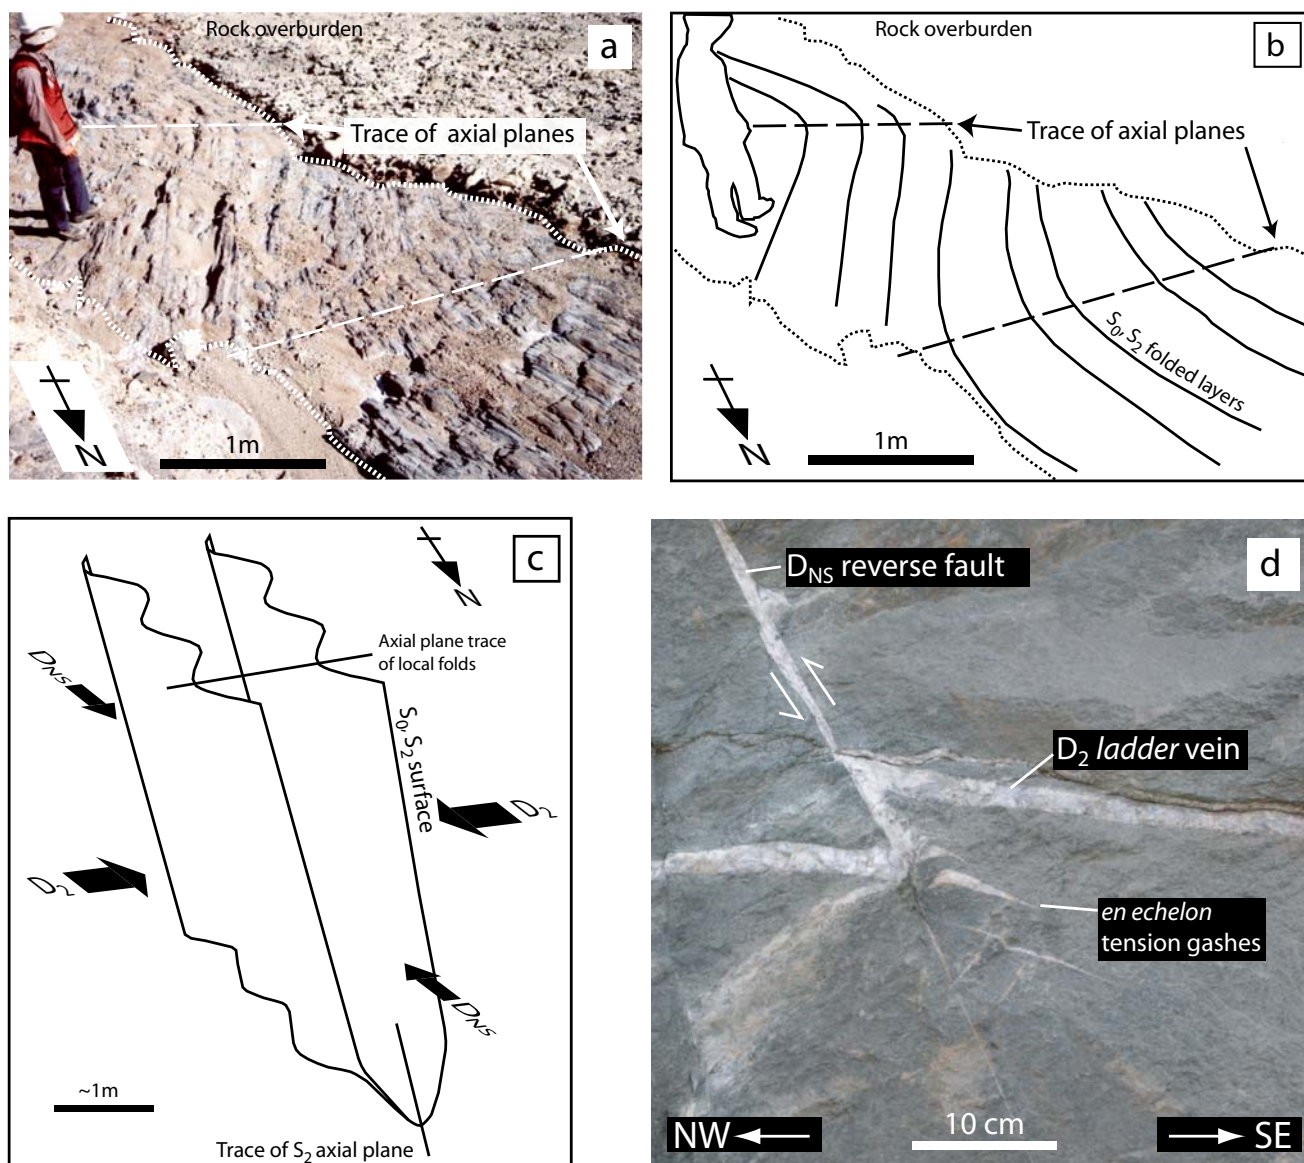 Rock overburden
a
Trace of axial planes
N
1m
Rock overburden
b
Trace of axial planes
S0, S2 folded layers
N
1m
c
N
Axial plane trace
of local folds
DNS
S0, S2 surface
D2
D2
DNS
~1m
Trace of S2 axial plane
d
DNS reverse fault
D2 ladder vein
en echelon
tension gashes
10 cm
NW
SE